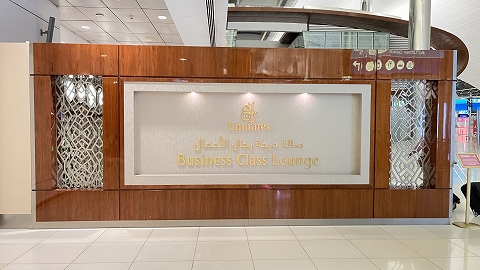 Emirates
صالة درجة رجال الأعمال
Business Class Lounge